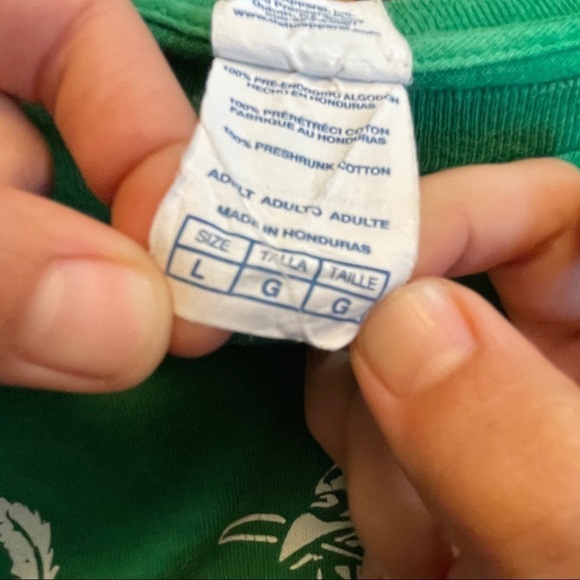 100% PRE-ENCOGIDO ALGODÓN
HECHO EN HONDURAS
100% PRÉRÉTRÉCI COTON
FABRIQUÉ AU HONDURAS
100% PRESHRUNK COTTON
ADULT ADULTO ADULTE
MADE IN HONDURAS
SIZE TALLA TAILLE
L G G